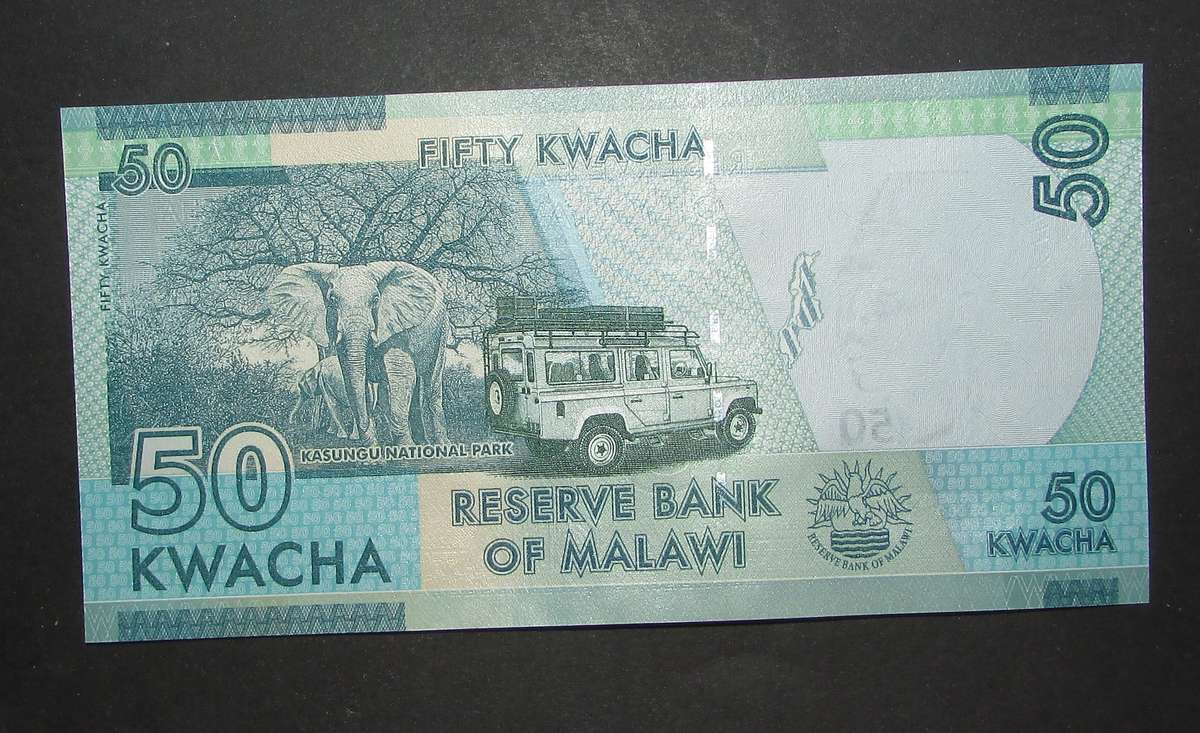 FIFTY KWACHA
50
50
FIFTY KWACHA
KASUNGU NATIONAL PARK
50
KWACHA
RESERVE BANK
OF MALAWI
RESERVE BANK OF MALAWI
50
KWACHA
50